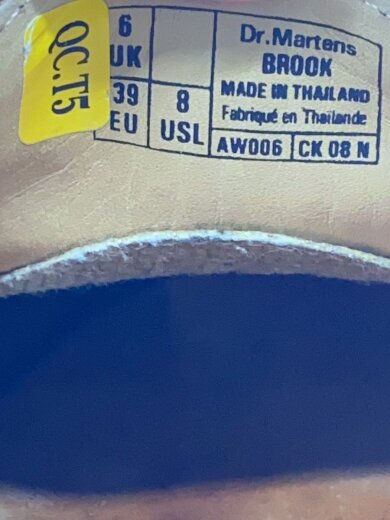 QC.T5
6
UK
39
EU
8
USL
Dr.Martens
BROOK
MADE IN THAILAND
Fabriqué en Thaïlande
AW006 CK 08 N